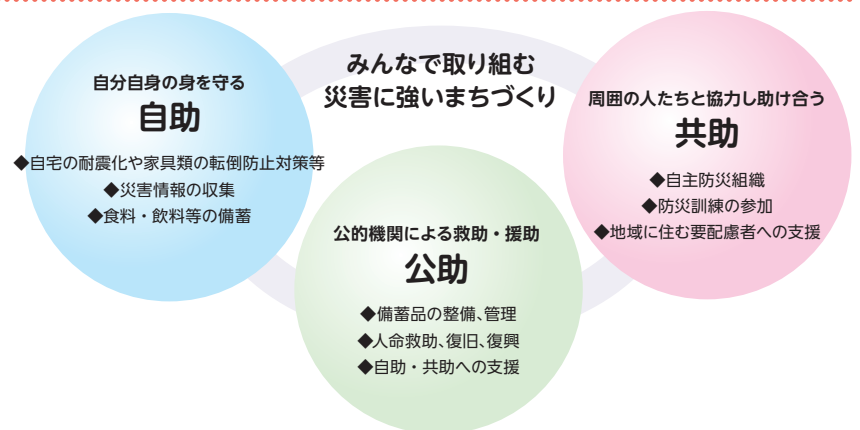 みんなで取り組む
災害に強いまちづくり
自分自身の身を守る
自助
◆自宅の耐震化や家具類の転倒防止対策等
◆災害情報の収集
◆食料・飲料等の備蓄
周囲の人たちと協力し助け合う
共助
◆自主防災組織
◆防災訓練の参加
◆地域に住む要配慮者への支援
公的機関による救助・援助
公助
◆備蓄品の整備、管理
◆人命救助、復旧、復興
◆自助・共助への支援